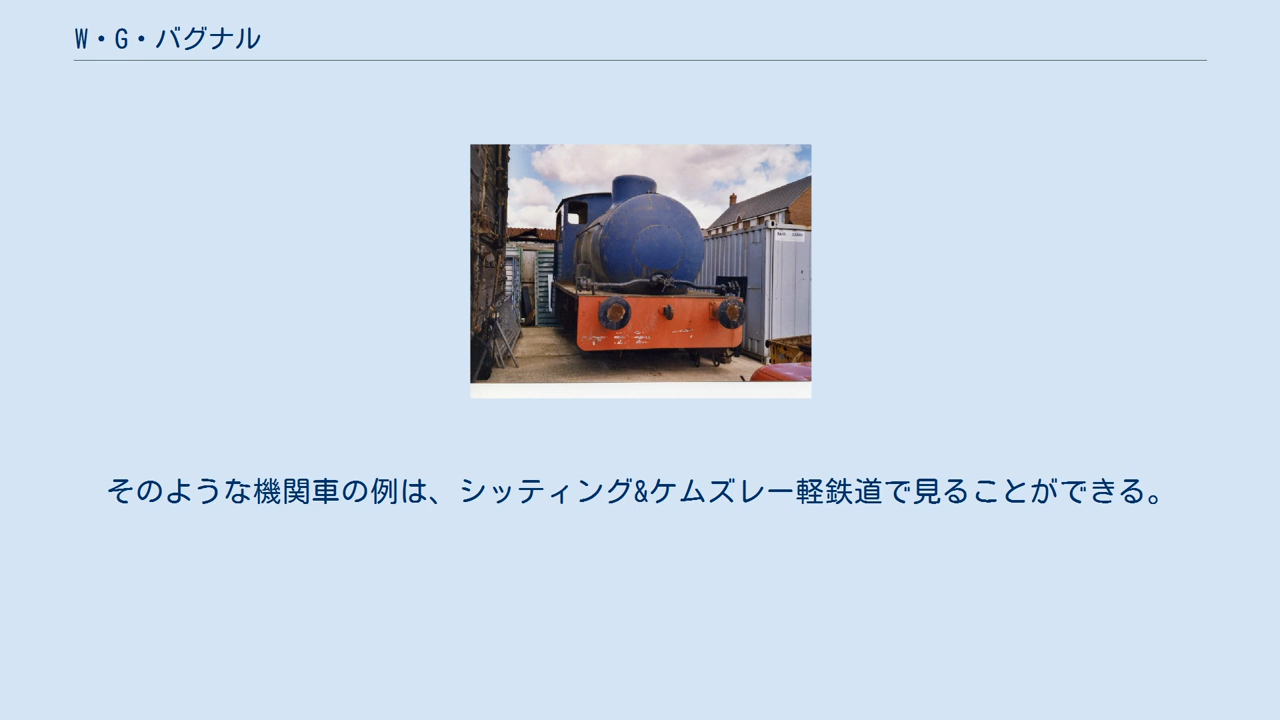 W・G・バグナル
そのような機関車の例は、シッティング&ケムズレー軽鉄道で見ることができる。